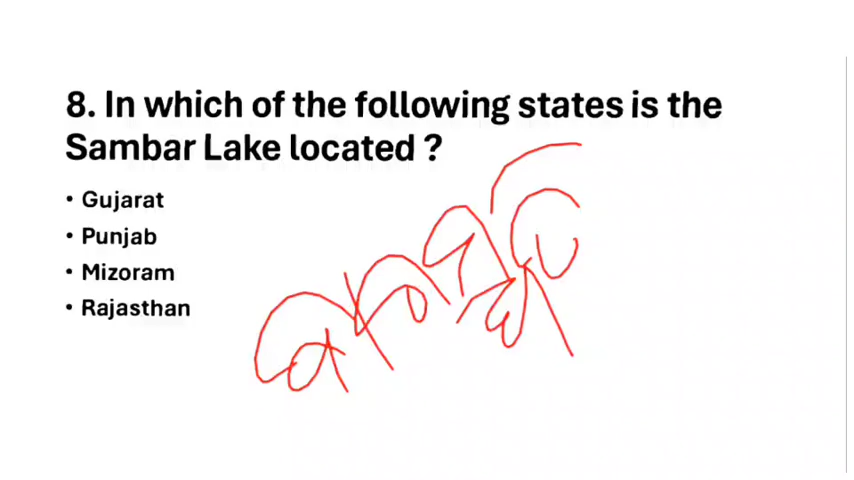 8. In which of the following states is the
Sambar Lake located ?
• Gujarat
• Punjab
• Mizoram
• Rajasthan